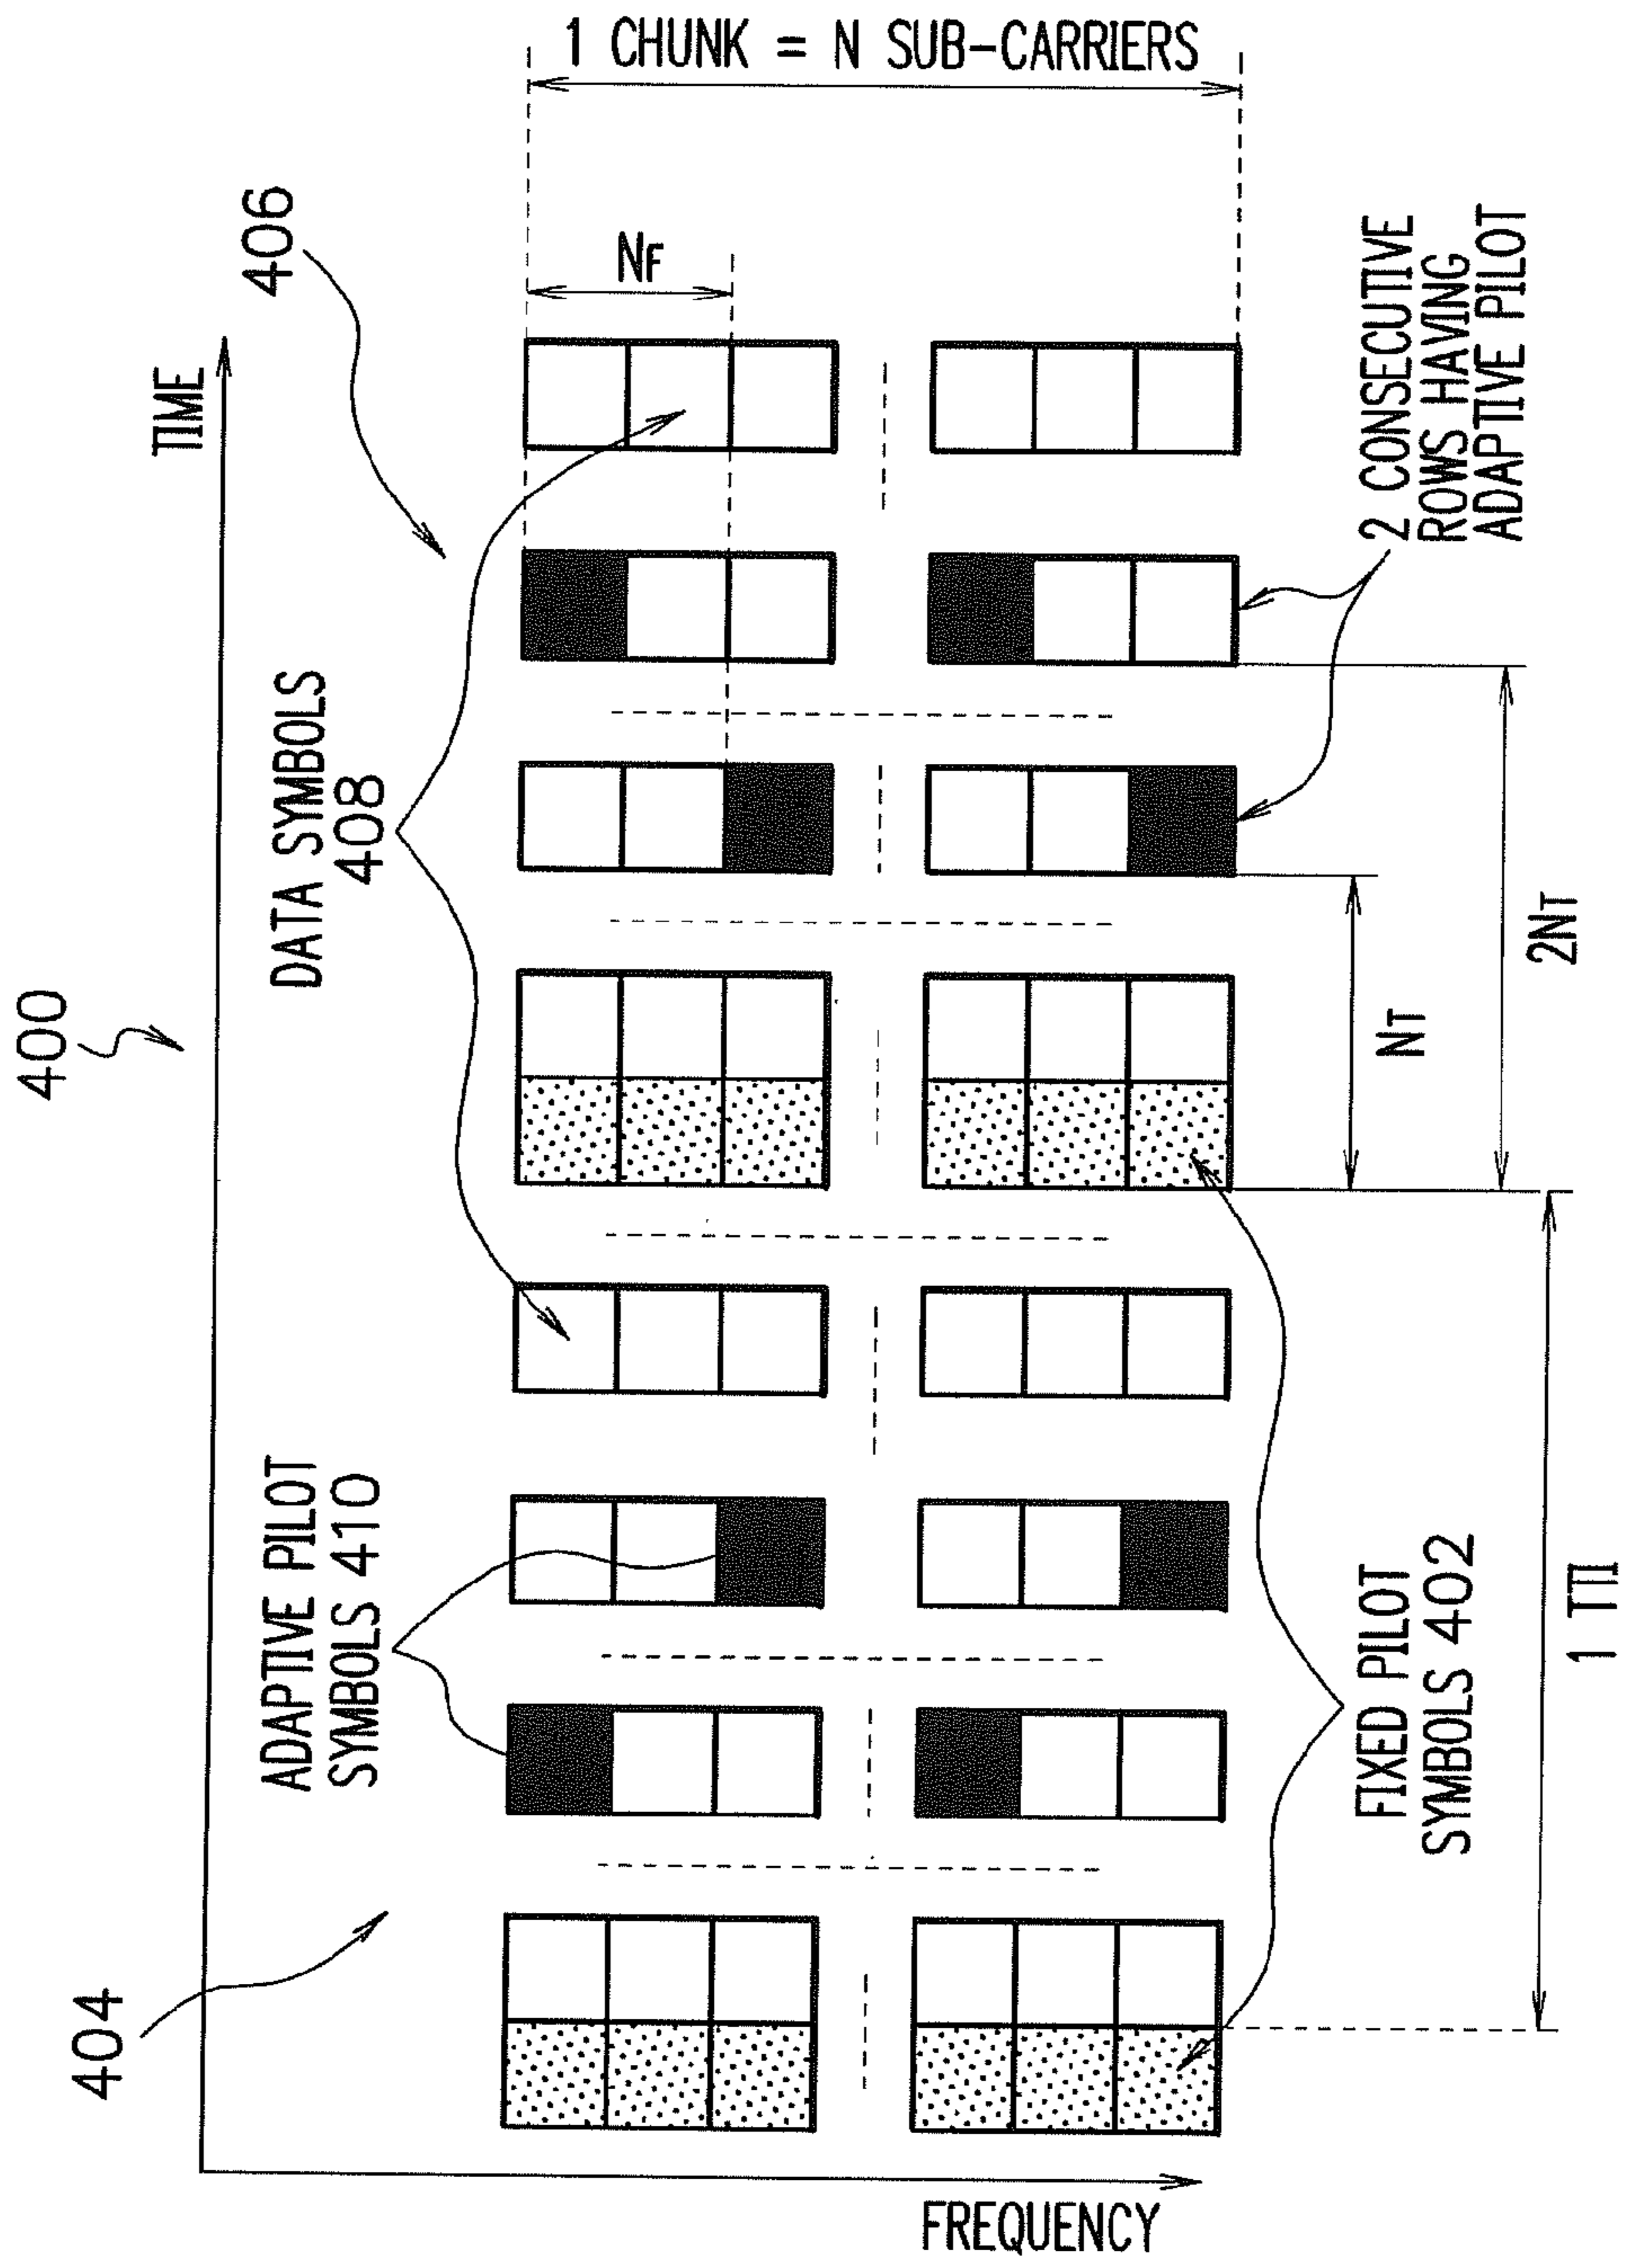 400
404
406
TIME
FREQUENCY
ADAPTIVE PILOT
SYMBOLS 410
DATA SYMBOLS
408
NF
1 CHUNK = N SUB-CARRIERS
FIXED PILOT
SYMBOLS 402
1 TTI
NT
2NT
2 CONSECUTIVE
ROWS HAVING
ADAPTIVE PILOT